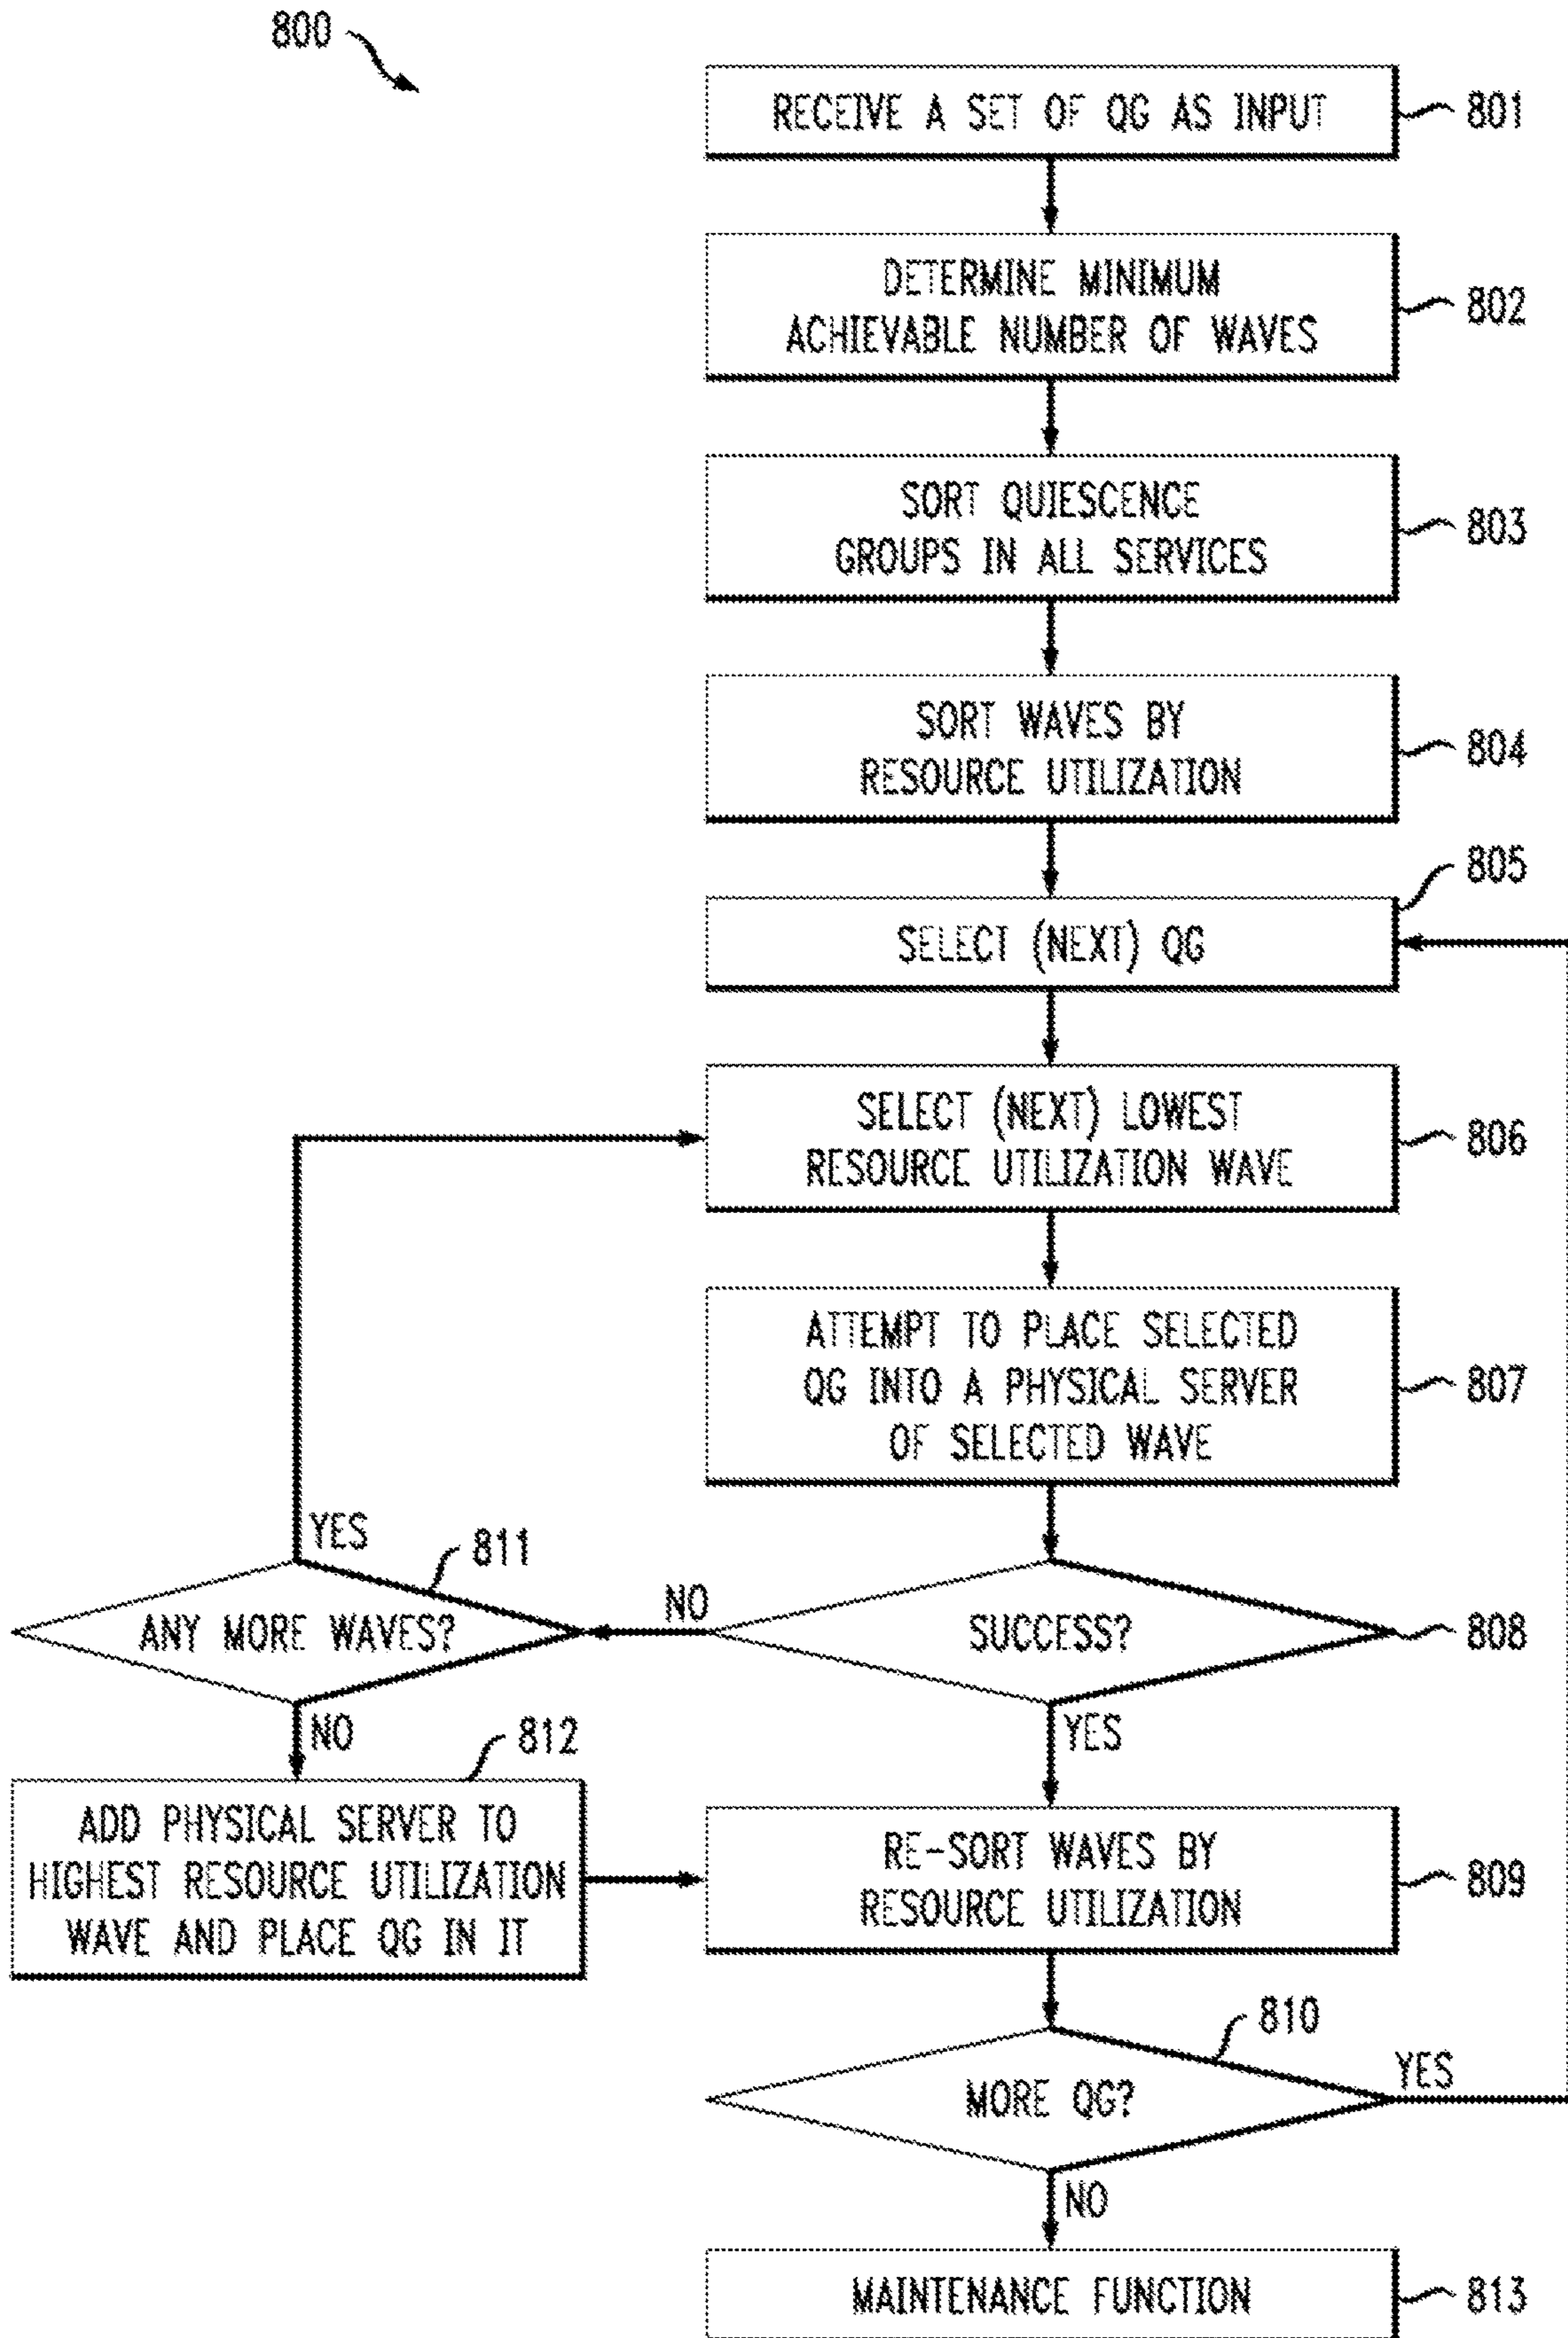 800
RECEIVE A SET OF QG AS INPUT
801
DETERMINE MINIMUM
ACHIEVABLE NUMBER OF WAVES
802
SORT QUIESCENCE
GROUPS IN ALL SERVICES
803
SORT WAVES BY
RESOURCE UTILIZATION
804
805
SELECT (NEXT) QG
SELECT (NEXT) LOWEST
RESOURCE UTILIZATION WAVE
806
ATTEMPT TO PLACE SELECTED
QG INTO A PHYSICAL SERVER
OF SELECTED WAVE
807
YES
811
ANY MORE WAVES?
NO
SUCCESS?
808
NO
812
YES
ADD PHYSICAL SERVER TO
HIGHEST RESOURCE UTILIZATION
WAVE AND PLACE QG IN IT
RE-SORT WAVES BY
RESOURCE UTILIZATION
809
810
MORE QG?
YES
NO
MAINTENANCE FUNCTION
813